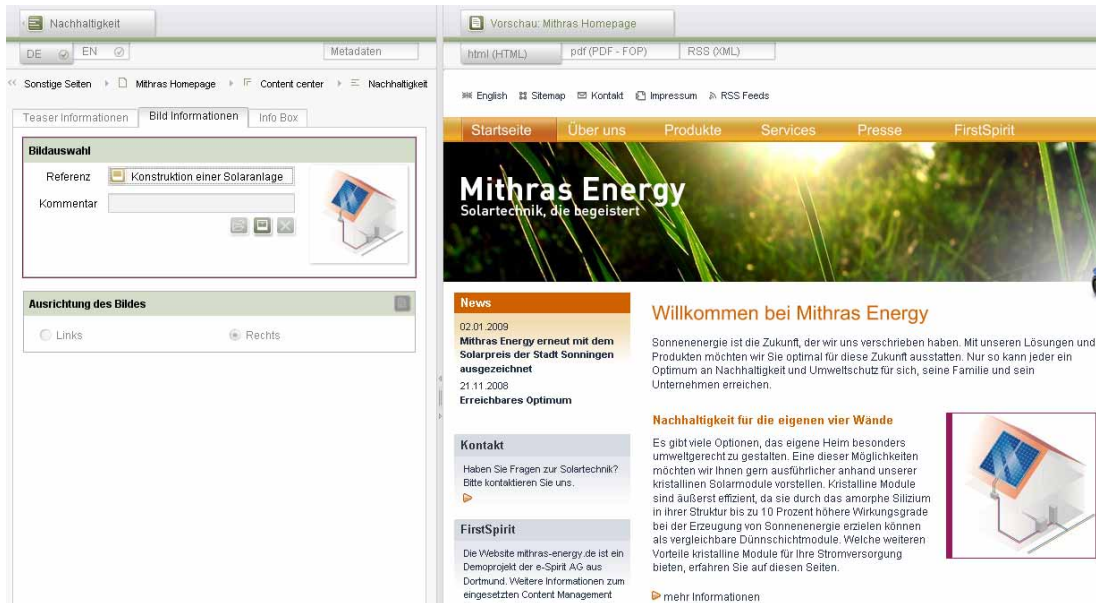 Nachhaltigkeit
DE
EN
Metadaten
Sonstige Seiten
Mithras Homepage
Content center
Nachhaltigkeit
Teaser Informationen
Bild Informationen
Info Box
Bildauswahl
Referenz
Konstruktion einer Solaranlage
Kommentar
Ausrichtung des Bildes
Links
Rechts
Vorschau: Mithras Homepage
html (HTML)
pdf (PDF - FOP)
RSS (XML)
English Sitemap Kontakt Impressum RSS Feeds
Startseite Über uns Produkte Services Presse FirstSpirit
Mithras Energy
Solartechnik, die begeistert
News
02.01.2009
Mithras Energy erneut mit dem
Solarpreis der Stadt Sonningen
ausgezeichnet
21.11.2008
Erreichbares Optimum
Kontakt
Haben Sie Fragen zur Solartechnik?
Bitte kontaktieren Sie uns.
FirstSpirit
Die Website mithras-energy.de ist ein
Demoprojekt der e-Spirit AG aus
Dortmund. Weitere Informationen zum
eingesetzten Content Management
Willkommen bei Mithras Energy
Sonnenenergie ist die Zukunft, der wir uns verschrieben haben. Mit unseren Lösungen und
Produkten möchten wir Sie optimal für diese Zukunft ausstatten. Nur so kann jeder ein
Optimum an Nachhaltigkeit und Umweltschutz für sich, seine Familie und sein
Unternehmen erreichen.
Nachhaltigkeit für die eigenen vier Wände
Es gibt viele Optionen, das eigene Heim besonders
umweltgerecht zu gestalten. Eine dieser Möglichkeiten
möchten wir Ihnen gern ausführlicher anhand unserer
kristallinen Solarmodule vorstellen. Kristalline Module
sind äußerst effizient, da sie durch das amorphe Silizium
in ihrer Struktur bis zu 10 Prozent höhere Wirkungsgrade
bei der Erzeugung von Sonnenenergie erzielen können
als vergleichbare Dünnschichtmodule. Welche weiteren
Vorteile kristalline Module für Ihre Stromversorgung
bieten, erfahren Sie auf diesen Seiten.
mehr Informationen